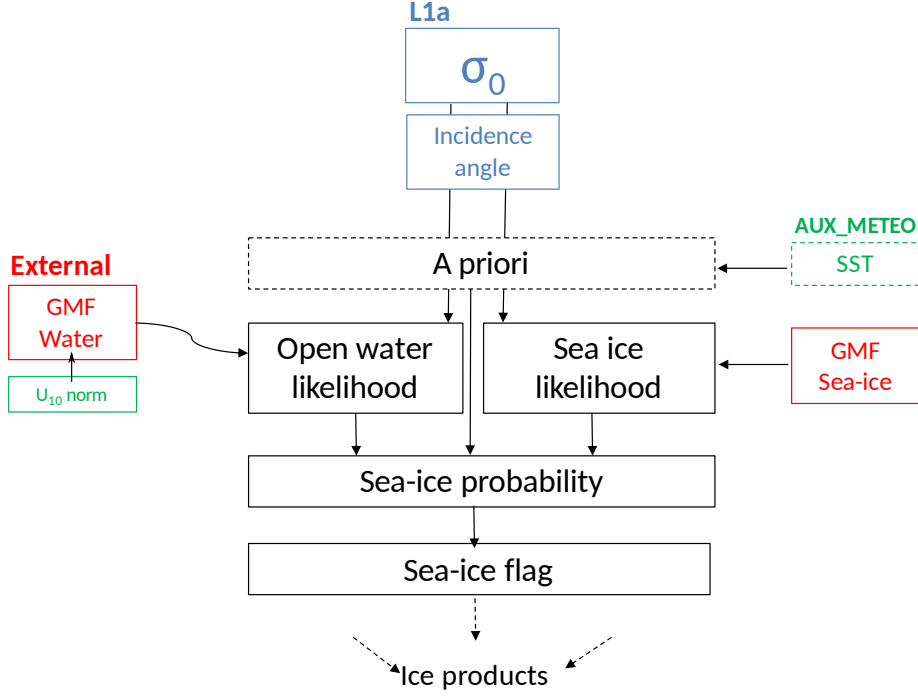 L1a
σ₀
Incidence
angle
AUX_METEO
A priori
SST
External
GMF
Water
Open water
likelihood
Sea ice
likelihood
GMF
Sea-ice
U₁₀ norm
Sea-ice probability
Sea-ice flag
Ice products